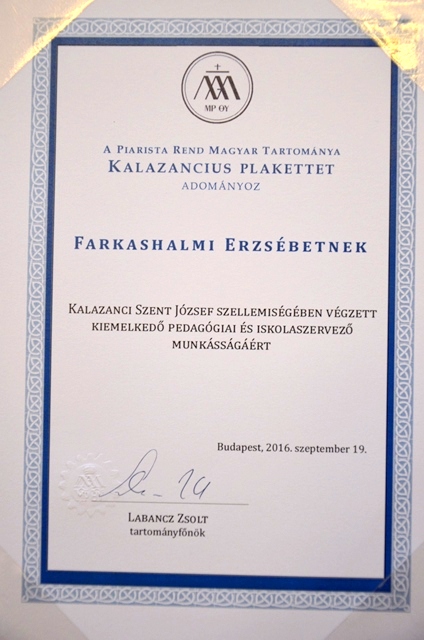 MP ΘΥ
A Piarista Rend Magyar Tartománya
Kalazancius plakettet
adományoz
Farkashalmi Erzsébetnek
Kalazanci Szent József szellemiségében végzett
kiemelkedő pedagógiai és iskolaszervező
munkásságáért
Budapest, 2016. szeptember 19.
Labancz Zsolt
tartományfőnök